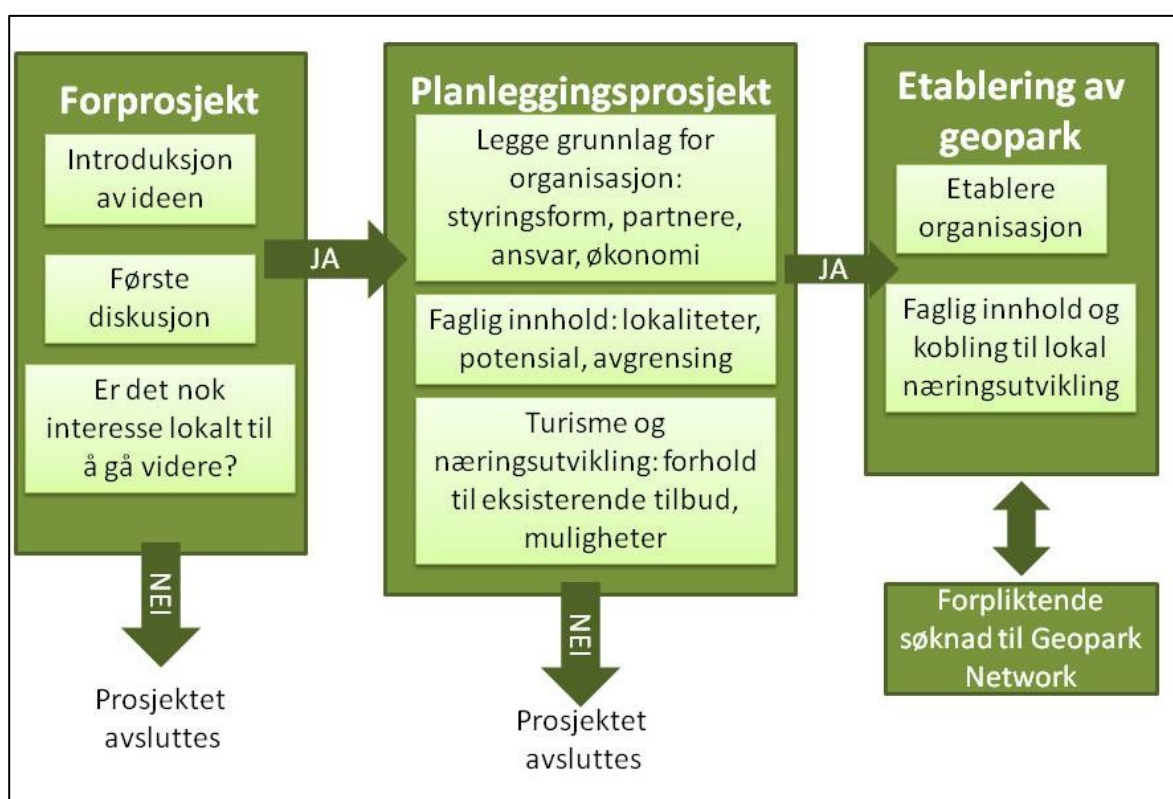 Forprosjekt
Introduksjon
av ideen
Første
diskusjon
Er det nok
interesse lokalt til
å gå videre?
NEI
Prosjektet
avsluttes
JA
Planleggingsprosjekt
Legge grunnlag for
organisasjon:
styringsform, partnere,
ansvar, økonomi
Faglig innhold: lokaliteter,
potensial, avgrensing
Turisme og
næringsutvikling: forhold
til eksisterende tilbud,
muligheter
NEI
Prosjektet
avsluttes
JA
Etablering av
geopark
Etablere
organisasjon
Faglig innhold og
kobling til lokal
næringsutvikling
Forpliktende
søknad til Geopark
Network